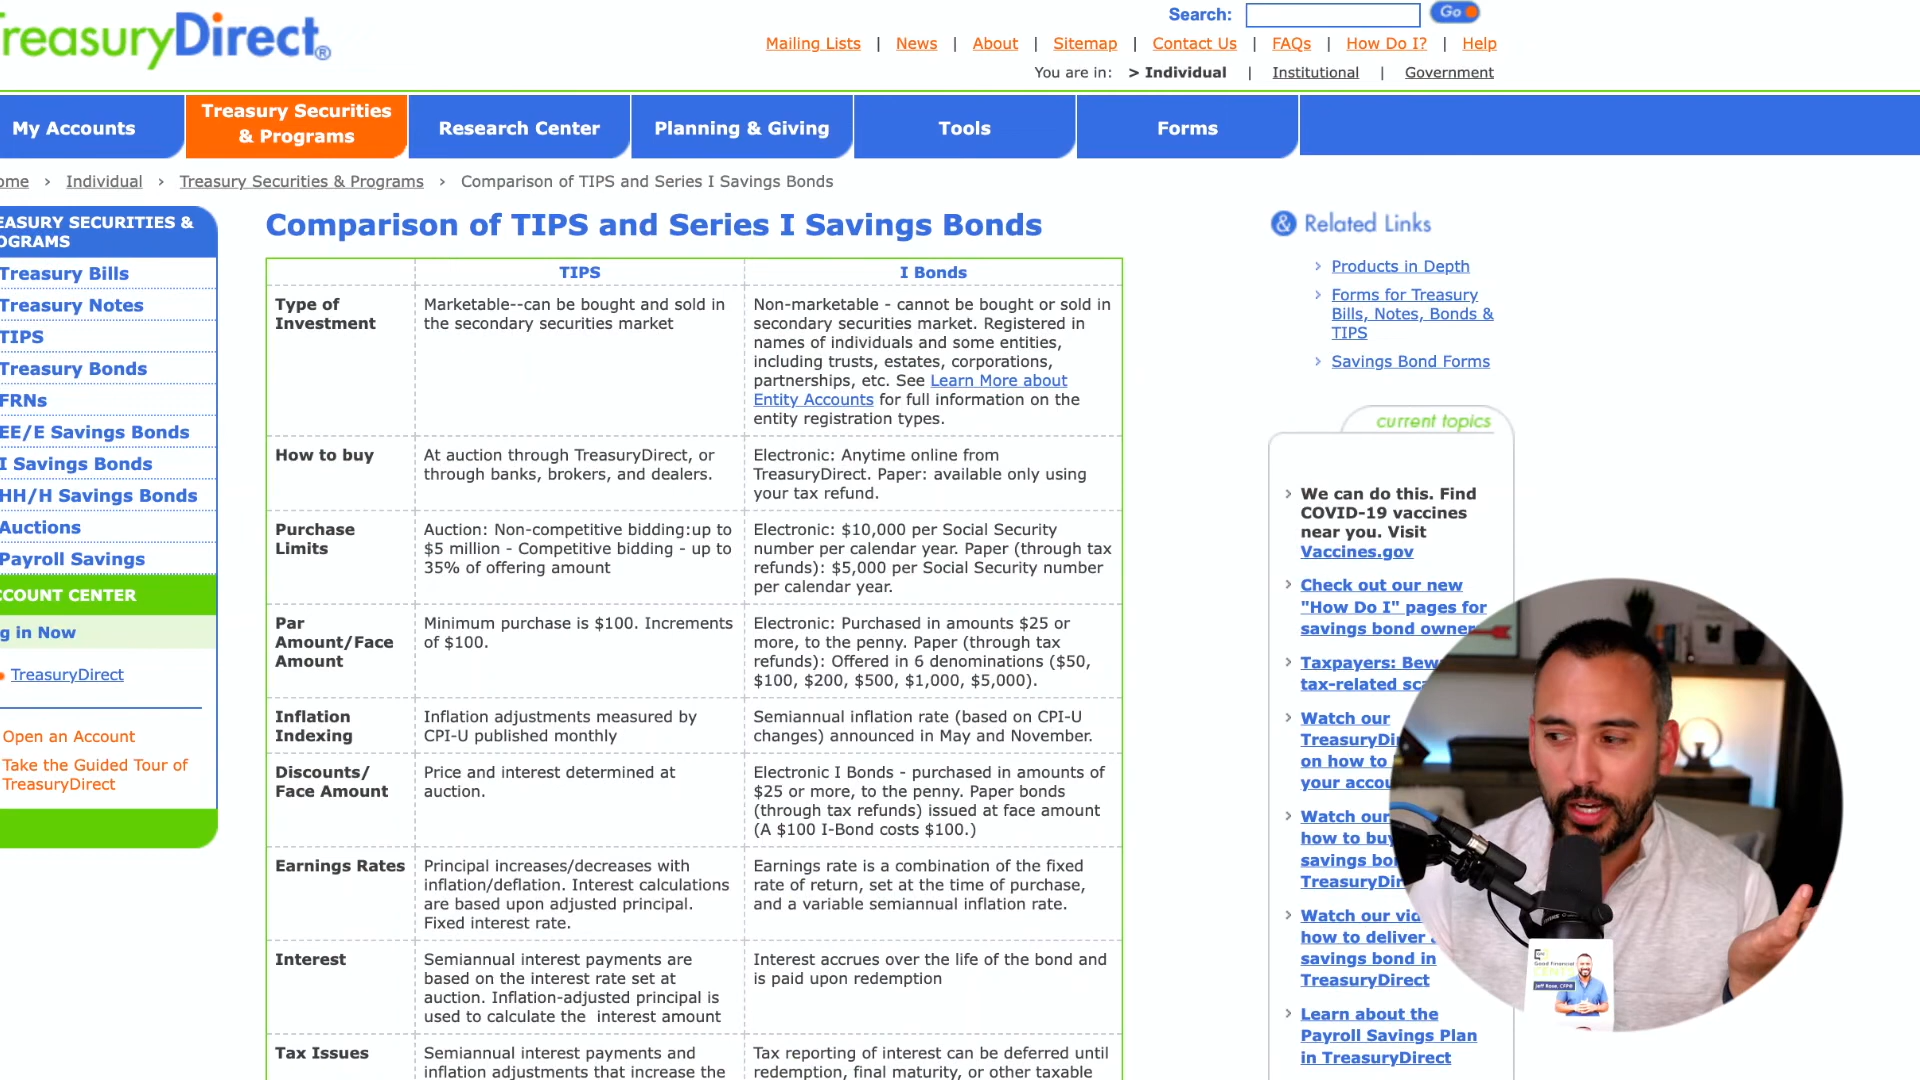 TreasuryDirect®
Search:
Go
Mailing Lists | News | About | Sitemap | Contact Us | FAQs | How Do I? | Help
You are in: > Individual | Institutional | Government
My Accounts
Treasury Securities
& Programs
Research Center
Planning & Giving
Tools
Forms
ome › Individual › Treasury Securities & Programs › Comparison of TIPS and Series I Savings Bonds
EASURY SECURITIES &
OGRAMS
Treasury Bills
Treasury Notes
TIPS
Treasury Bonds
FRNs
EE/E Savings Bonds
I Savings Bonds
HH/H Savings Bonds
Auctions
Payroll Savings
CCOUNT CENTER
g in Now
TreasuryDirect
Open an Account
Take the Guided Tour of
TreasuryDirect
Comparison of TIPS and Series I Savings Bonds
TIPS
I Bonds
Type of
Investment
Marketable--can be bought and sold in
the secondary securities market
Non-marketable - cannot be bought or sold in
secondary securities market. Registered in
names of individuals and some entities,
including trusts, estates, corporations,
partnerships, etc. See Learn More about
Entity Accounts for full information on the
entity registration types.
How to buy
At auction through TreasuryDirect, or
through banks, brokers, and dealers.
Electronic: Anytime online from
TreasuryDirect. Paper: available only using
your tax refund.
Purchase
Limits
Auction: Non-competitive bidding:up to
$5 million - Competitive bidding - up to
35% of offering amount
Electronic: $10,000 per Social Security
number per calendar year. Paper (through tax
refunds): $5,000 per Social Security number
per calendar year.
Par
Amount/Face
Amount
Minimum purchase is $100. Increments
of $100.
Electronic: Purchased in amounts $25 or
more, to the penny. Paper (through tax
refunds): Offered in 6 denominations ($50,
$100, $200, $500, $1,000, $5,000).
Inflation
Indexing
Inflation adjustments measured by
CPI-U published monthly
Semiannual inflation rate (based on CPI-U
changes) announced in May and November.
Discounts/
Face Amount
Price and interest determined at
auction.
Electronic I Bonds - purchased in amounts of
$25 or more, to the penny. Paper bonds
(through tax refunds) issued at face amount
(A $100 I-Bond costs $100.)
Earnings Rates
Principal increases/decreases with
inflation/deflation. Interest calculations
are based upon adjusted principal.
Fixed interest rate.
Earnings rate is a combination of the fixed
rate of return, set at the time of purchase,
and a variable semiannual inflation rate.
Interest
Semiannual interest payments are
based on the interest rate set at
auction. Inflation-adjusted principal is
used to calculate the interest amount
Interest accrues over the life of the bond and
is paid upon redemption
Tax Issues
Semiannual interest payments and
inflation adjustments that increase the
Tax reporting of interest can be deferred until
redemption, final maturity, or other taxable
& Related Links
Products in Depth
Forms for Treasury
Bills, Notes, Bonds &
TIPS
Savings Bond Forms
current topics
We can do this. Find
COVID-19 vaccines
near you. Visit
Vaccines.gov
Check out our new
"How Do I" pages for
savings bond owner
Taxpayers: Bew
tax-related sc
Watch our
TreasuryDi
on how to
your accou
Watch our
how to buy
savings bo
TreasuryDir
Watch our vid
how to deliver
savings bond in
TreasuryDirect
Learn about the
Payroll Savings Plan
in TreasuryDirect
Good Financial
Jeff Rose, CFP®